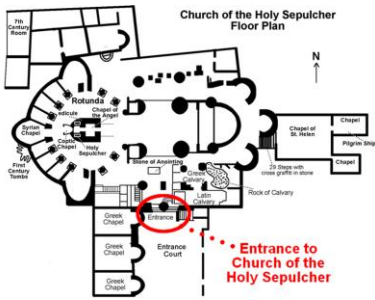 Church of the Holy Sepulcher
Floor Plan
7th
Century
Room
N
Rotunda
Chapel of
the Angel
edicule
Syrian
Chapel
Coptic
Chapel
Holy
Sepulcher
First
Century
Tombs
Stone of Anointing
Greek
Calvary
Latin
Calvary
Rock of Calvary
29 Steps with
cross graffiti in stone
Chapel of
St. Helen
Chapel
Pilgrim Ship
Chapel
Greek
Chapel
Entrance
Greek
Chapel
Entrance
Court
Greek
Chapel
Entrance to
Church of the
Holy Sepulcher